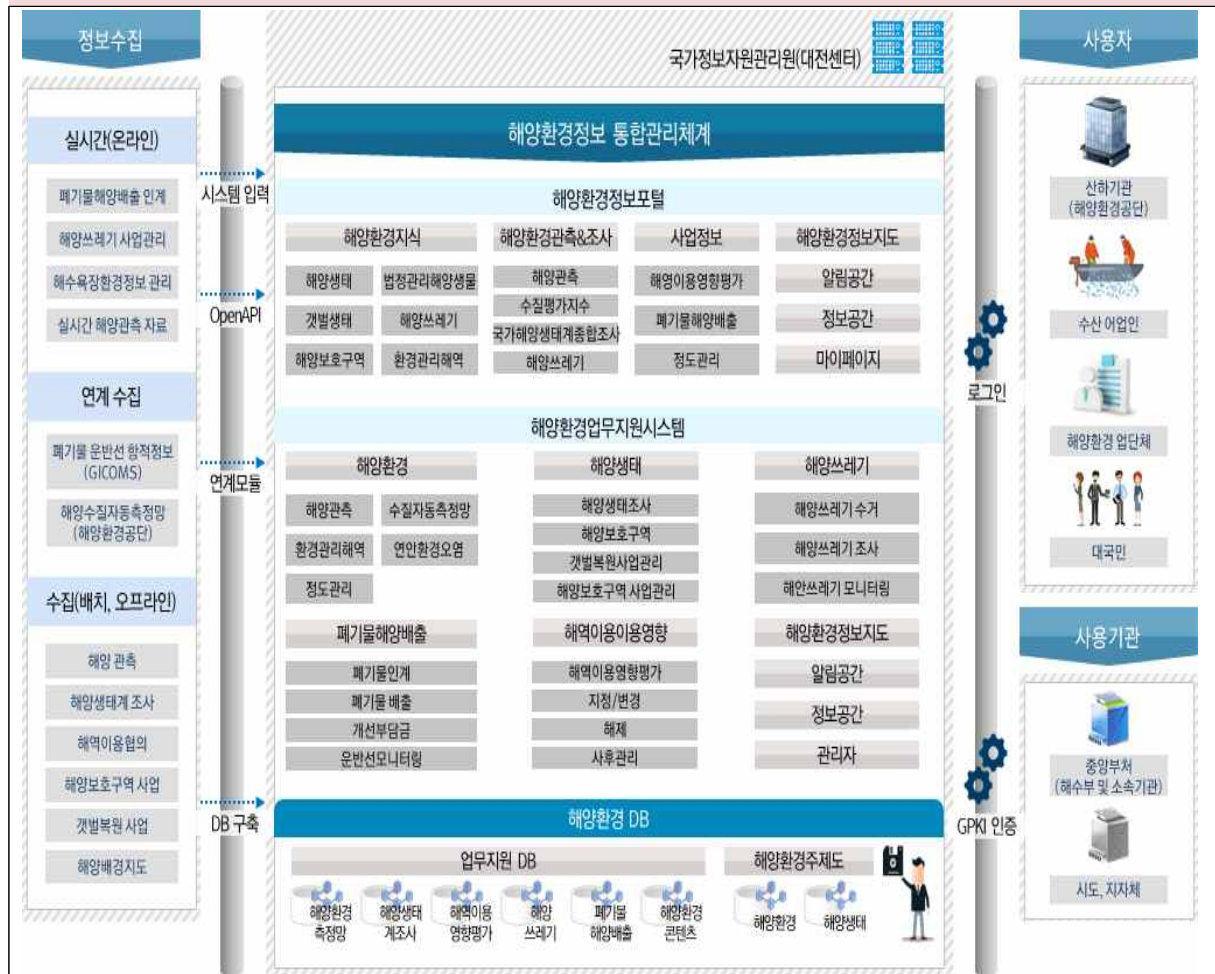 정보수집
실시간(온라인)
폐기물해양배출 인계
해양쓰레기 사업관리
해수욕장환경정보 관리
실시간 해양관측 자료
연계 수집
폐기물 운반선 항적정보
(GICOMS)
해양수질자동측정망
(해양환경공단)
수집(배치, 오프라인)
해양 관측
해양생태계 조사
해역이용협의
해양보호구역 사업
갯벌복원 사업
해양배경지도
시스템 입력
OpenAPI
연계모듈
DB 구축
국가정보자원관리원(대전센터)
해양환경정보 통합관리체계
해양환경정보포털
해양환경지식
해양생태
법정관리해양생물
갯벌생태
해양쓰레기
해양보호구역
환경관리해역
해양환경관측&조사
해양관측
수질평가지수
국가해양생태계종합조사
해양쓰레기
사업정보
해영이용영향평가
폐기물해양배출
정도관리
해양환경정보지도
알림공간
정보공간
마이페이지
해양환경업무지원시스템
해양환경
해양관측
수질자동측정망
환경관리해역
연안환경오염
정도관리
해양생태
해양생태조사
해양보호구역
갯벌복원사업관리
해양보호구역 사업관리
해양쓰레기
해양쓰레기 수거
해양쓰레기 조사
해안쓰레기 모니터링
폐기물해양배출
폐기물인계
폐기물 배출
개선부담금
운반선모니터링
해역이용이용영향
해역이용영향평가
지정/변경
해제
사후관리
해양환경정보지도
알림공간
정보공간
관리자
해양환경 DB
업무지원 DB
해양환경
측정망
해양생태
계조사
해역이용
영향평가
해양
쓰레기
폐기물
해양배출
해양환경
콘텐츠
해양환경주제도
해양환경
해양생태
로그인
GPKI 인증
사용자
산하기관
(해양환경공단)
수산 어업인
해양환경 업단체
대국민
사용기관
중앙부처
(해수부 및 소속기관)
시도, 지자체